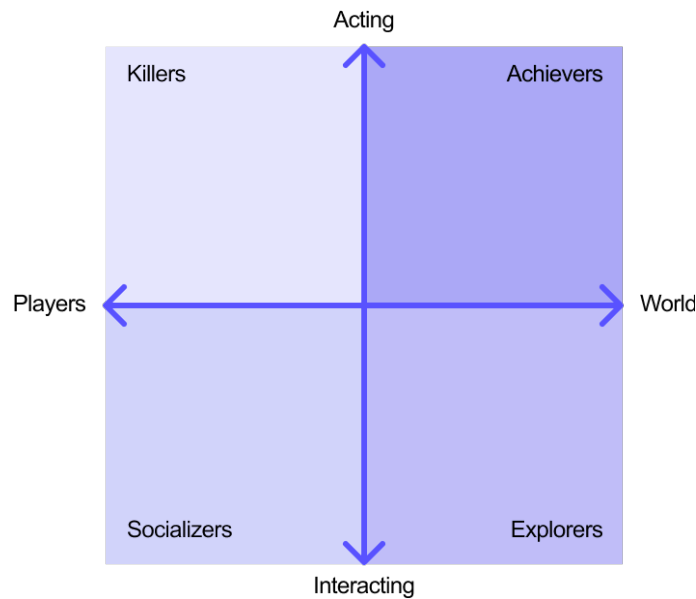 Acting
Killers
Achievers
Players
World
Socializers
Explorers
Interacting